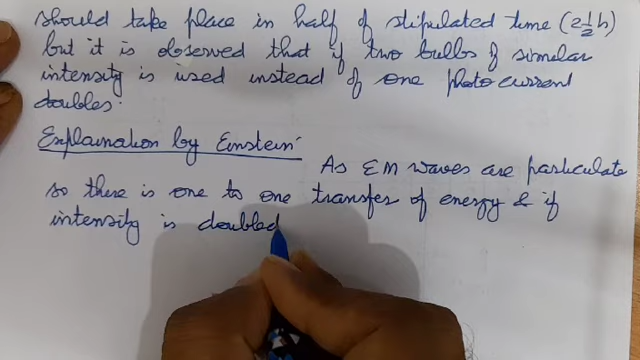 should take place in half of stipulated time (2½ h)
but it is observed that if two bulbs of similar
intensity is used instead of one photocurrent
doubles.
Explaination by Einstein
As EM waves are particulate
so there is one to one transfer of energy & if
intensity is doubled